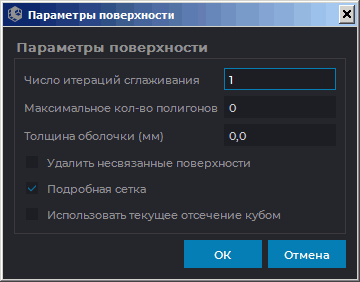 Параметры поверхности
Параметры поверхности
Число итераций сглаживания 1
Максимальное кол-во полигонов 0
Толщина оболочки (мм) 0,0
Удалить несвязанные поверхности
Подробная сетка
Использовать текущее отсечение кубом
ОК Отмена